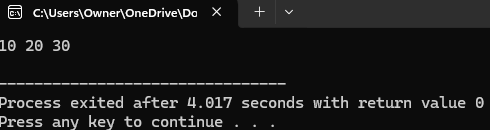 C:\Users\Owner\OneDrive\Do
10 20 30
--------------------------------
Process exited after 4.017 seconds with return value 0
Press any key to continue . . .